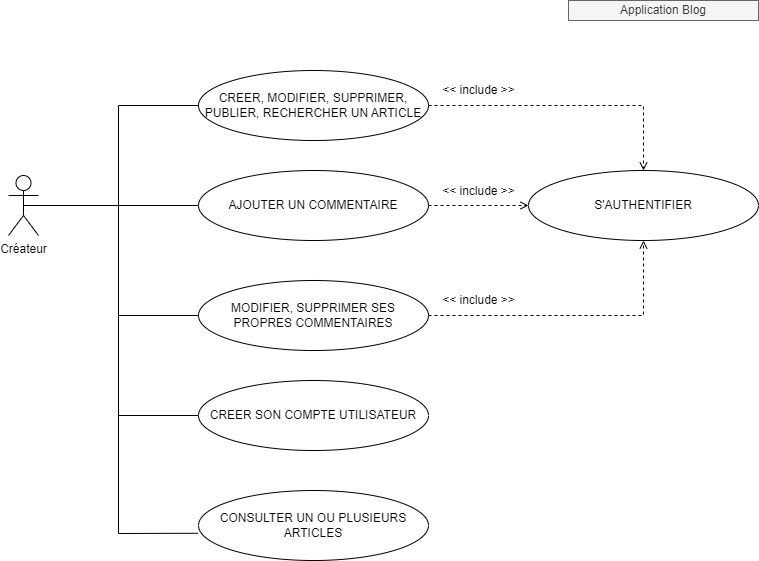 Application Blog
CREER, MODIFIER, SUPPRIMER,
PUBLIER, RECHERCHER UN ARTICLE
<< include >>
AJOUTER UN COMMENTAIRE
<< include >>
S'AUTHENTIFIER
Créateur
MODIFIER, SUPPRIMER SES
PROPRES COMMENTAIRES
<< include >>
CREER SON COMPTE UTILISATEUR
CONSULTER UN OU PLUSIEURS
ARTICLES